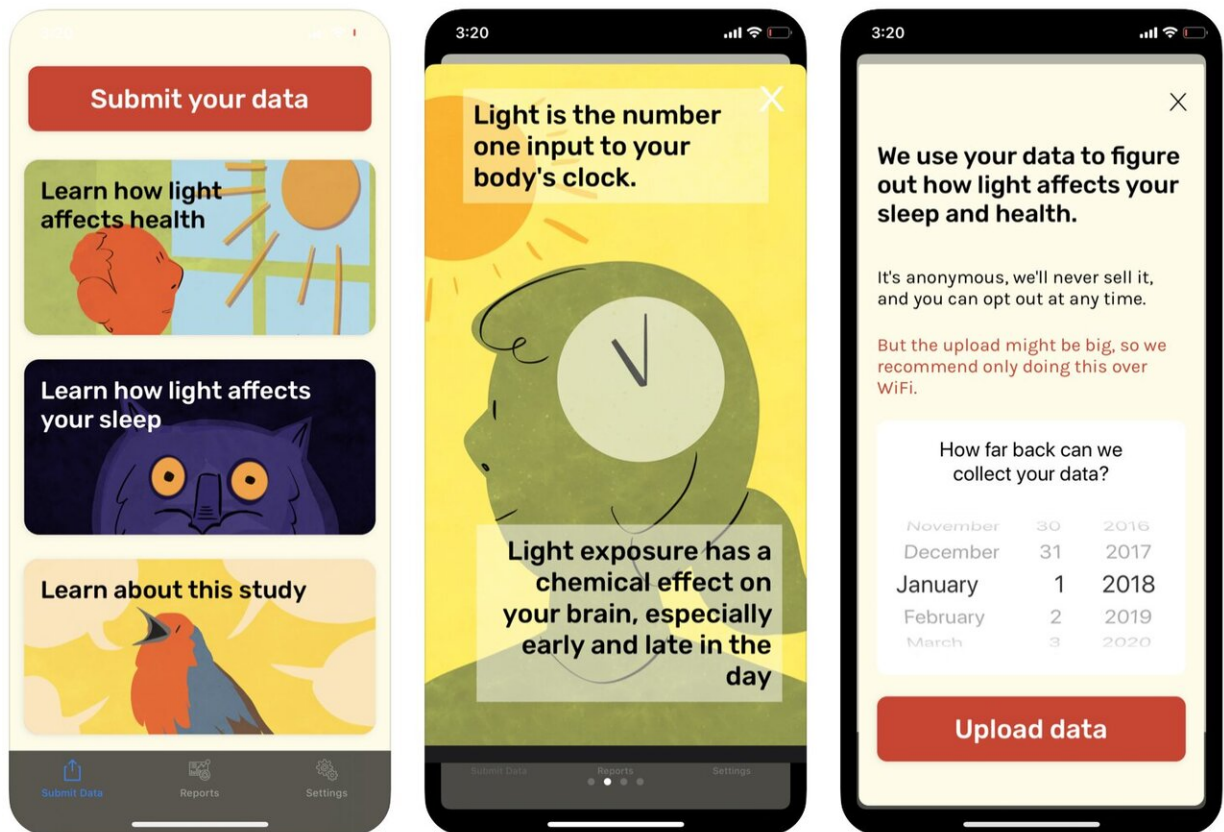 Submit your data
Learn how light
affects health
Learn how light affects
your sleep
Learn about this study
Submit Data
Reports
Settings
3:20
Light is the number
one input to your
body's clock.
Light exposure has a
chemical effect on
your brain, especially
early and late in the
day
Submit Data
Reports
Settings
3:20
We use your data to figure
out how light affects your
sleep and health.
It's anonymous, we'll never sell it,
and you can opt out at any time.
But the upload might be big, so we
recommend only doing this over
WiFi.
How far back can we
collect your data?
November 30 2016
December 31 2017
January 1 2018
February 2 2019
March 3 2020
Upload data